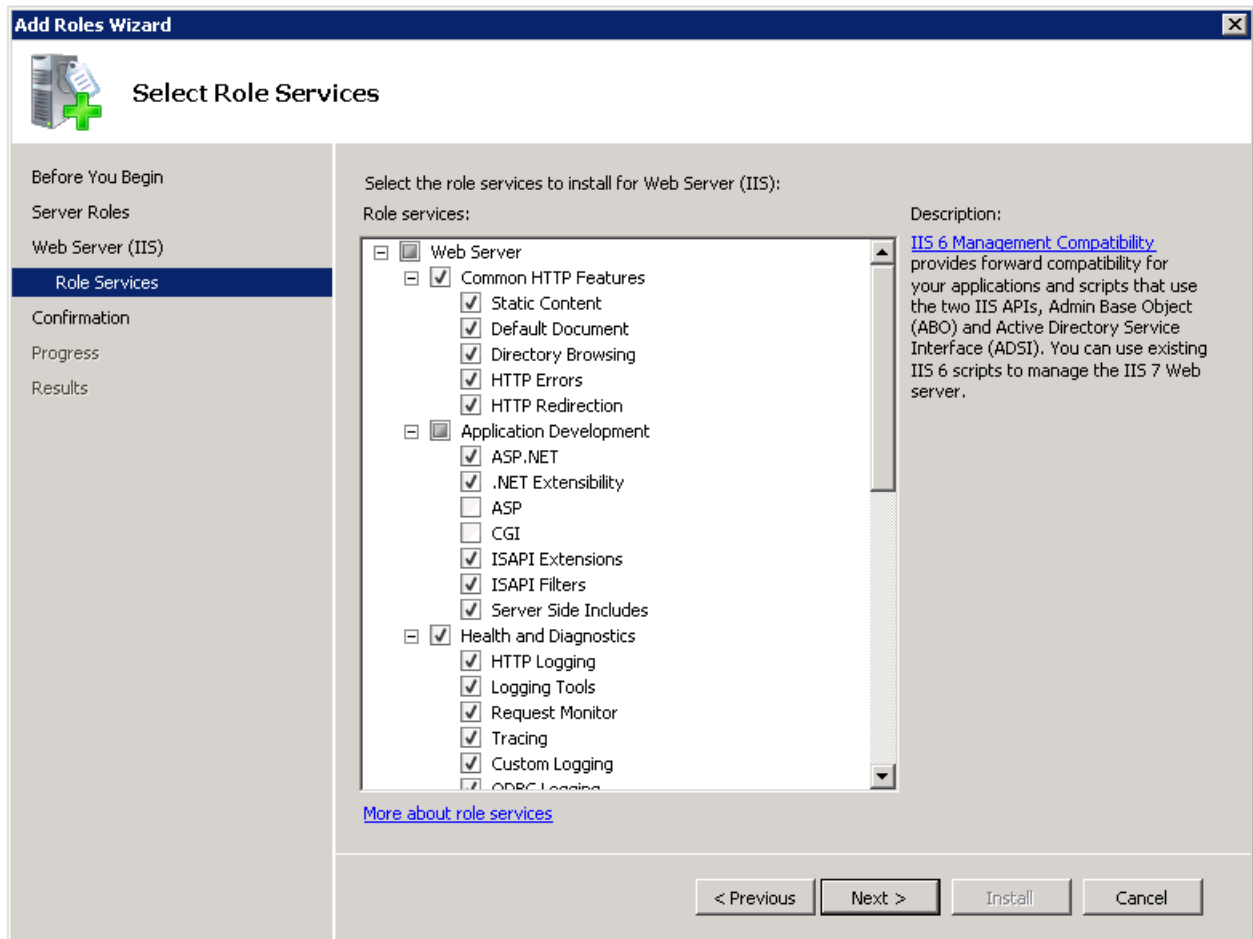 Add Roles Wizard
Select Role Services
Before You Begin
Server Roles
Web Server (IIS)
Role Services
Confirmation
Progress
Results
Select the role services to install for Web Server (IIS):
Role services:
Web Server
Common HTTP Features
Static Content
Default Document
Directory Browsing
HTTP Errors
HTTP Redirection
Application Development
ASP.NET
.NET Extensibility
ASP
CGI
ISAPI Extensions
ISAPI Filters
Server Side Includes
Health and Diagnostics
HTTP Logging
Logging Tools
Request Monitor
Tracing
Custom Logging
ODBC Logging
More about role services
Description:
IIS 6 Management Compatibility
provides forward compatibility for
your applications and scripts that use
the two IIS APIs, Admin Base Object
(ABO) and Active Directory Service
Interface (ADSI). You can use existing
IIS 6 scripts to manage the IIS 7 Web
server.
< Previous
Next >
Install
Cancel